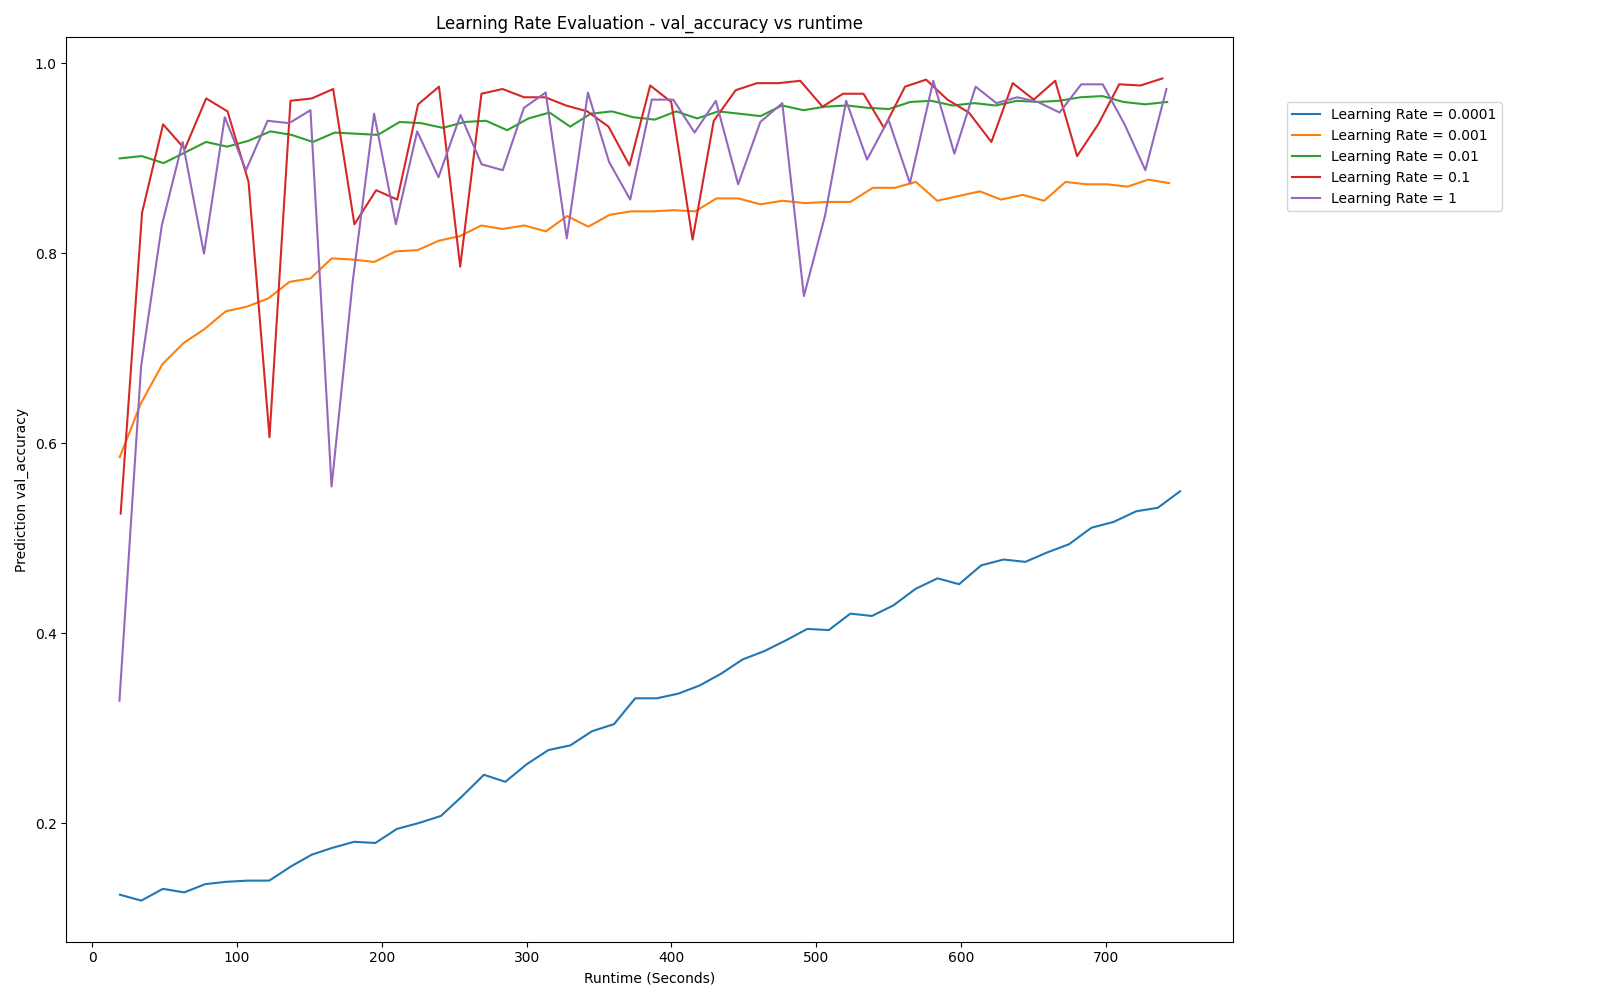 Learning Rate Evaluation - val_accuracy vs runtime
1.0
0.8
0.6
0.4
0.2
Prediction val_accuracy
0 100 200 300 400 500 600 700
Runtime (Seconds)
Learning Rate = 0.0001
Learning Rate = 0.001
Learning Rate = 0.01
Learning Rate = 0.1
Learning Rate = 1